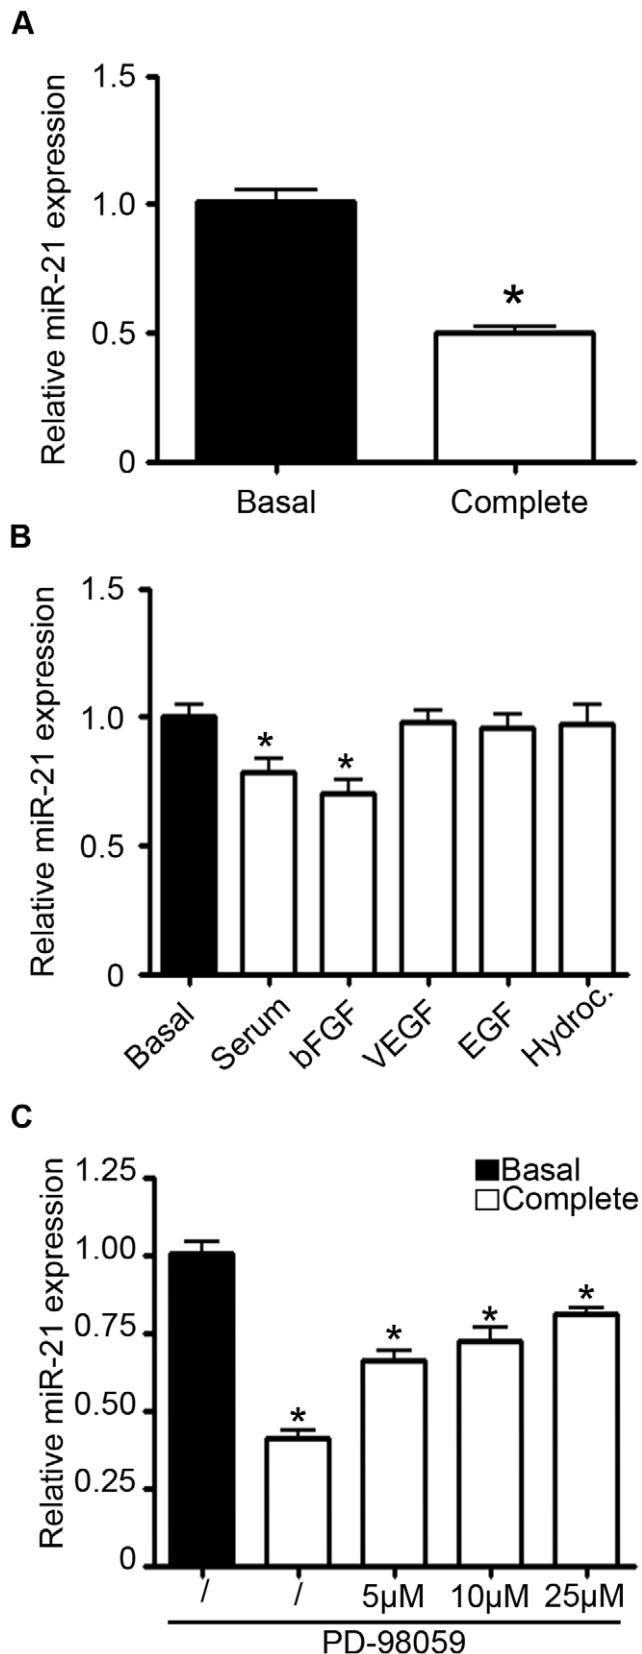 A
Relative miR-21 expression
1.5
1.0
0.5
0
*
Basal
Complete
B
Relative miR-21 expression
1.5
1.0
0.5
0
*
*
Basal
Serum
bFGF
VEGF
EGF
Hydroc.
C
Relative miR-21 expression
1.25
1.00
0.75
0.50
0.25
0
Basal
Complete
*
*
*
*
/
/
5µM
10µM
25µM
PD-98059